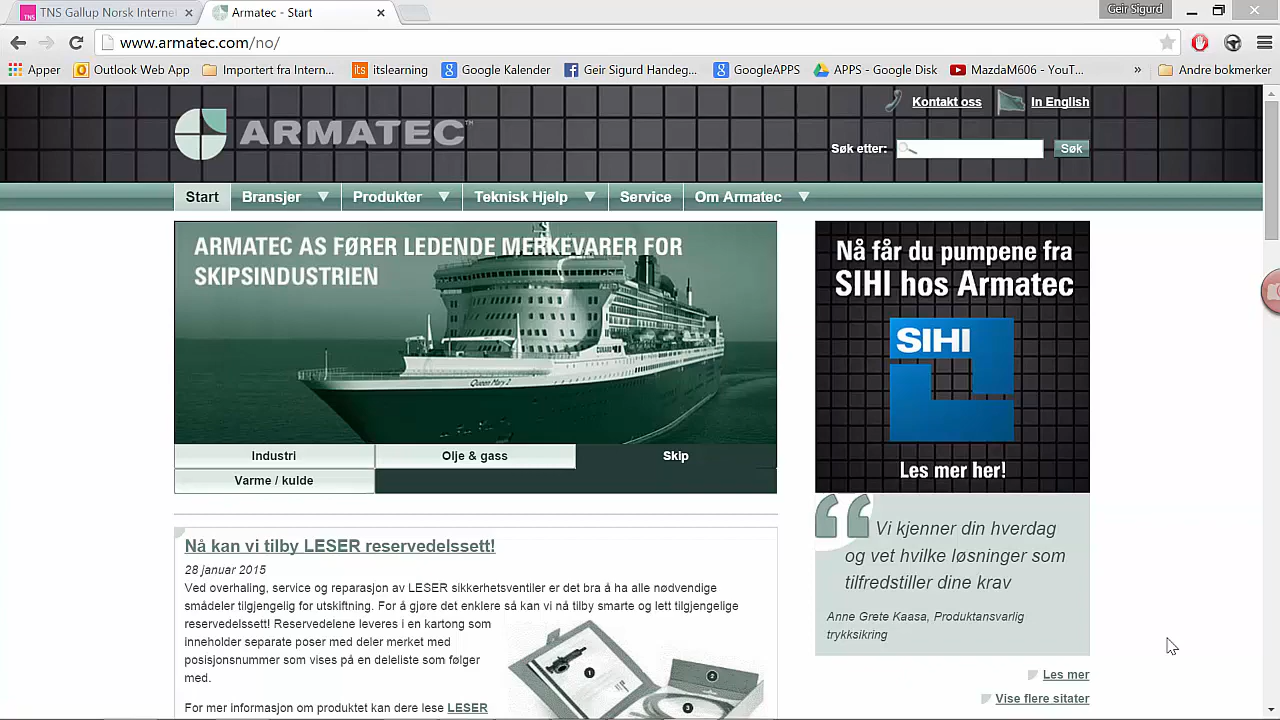 TNS Gallup Norsk Interne
Armatec - Start
Geir Sigurd
www.armatec.com/no/
Apper
Outlook Web App
Importert fra Intern...
itslearning
Google Kalender
Geir Sigurd Handeg...
GoogleAPPS
APPS - Google Disk
MazdaM606 - YouT...
»
Andre bokmerker
Kontakt oss
In English
ARMATEC™
Søk etter:
Søk
Start
Bransjer
Produkter
Teknisk Hjelp
Service
Om Armatec
ARMATEC AS FØRER LEDENDE MERKEVARER FOR
SKIPSINDUSTRIEN
CUNARD
Queen Mary 2
Industri
Olje & gass
Skip
Varme / kulde
Nå får du pumpene fra
SIHI hos Armatec
SIHI
Les mer her!
Vi kjenner din hverdag
og vet hvilke løsninger som
tilfredstiller dine krav
Anne Grete Kaasa, Produktansvarlig
trykksikring
Les mer
Vise flere sitater
Nå kan vi tilby LESER reservedelssett!
28 januar 2015
Ved overhaling, service og reparasjon av LESER sikkerhetsventiler er det bra å ha alle nødvendige
smådeler tilgjengelig for utskiftning. For å gjøre det enklere så kan vi nå tilby smarte og lett tilgjengelige
reservedelssett! Reservedelene leveres i en kartong som
inneholder separate poser med deler merket med
posisjonsnummer som vises på en deleliste som følger
med.
1
2
3
For mer informasjon om produktet kan dere lese LESER